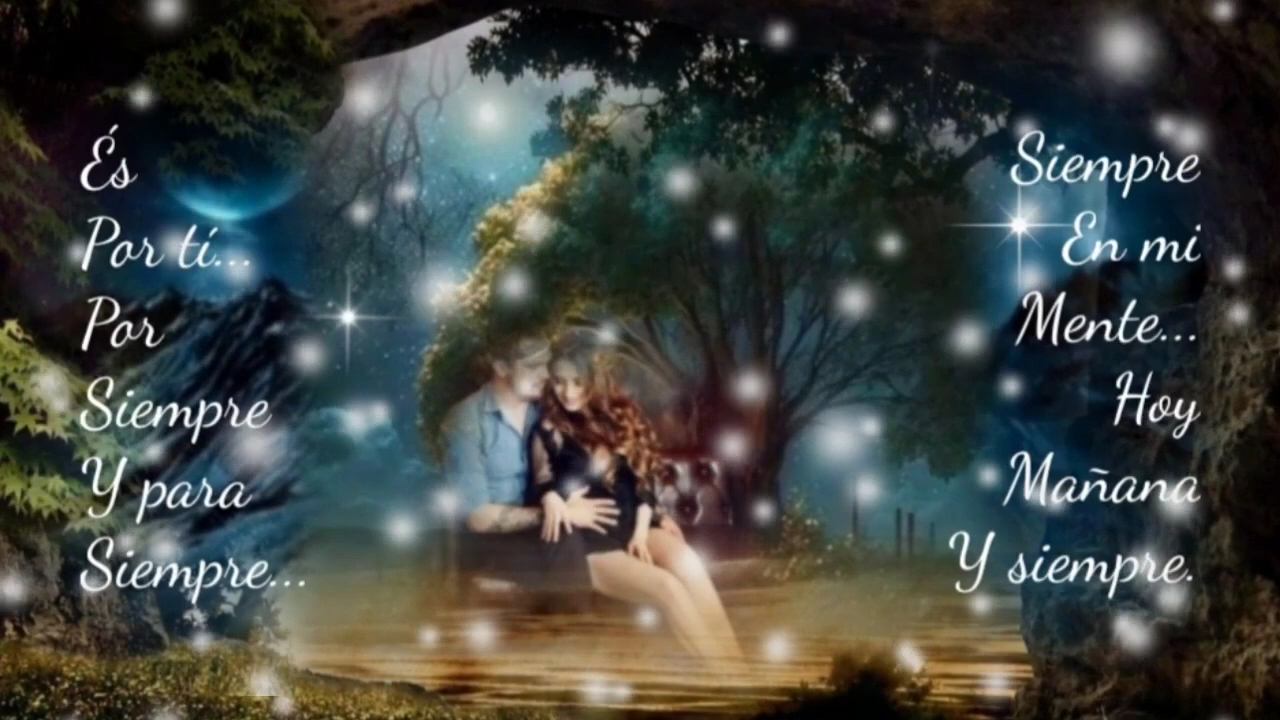 És
Por tí...
Por
Siempre
Y para
Siempre...
Siempre
En mi
Mente...
Hoy
Mañana
Y siempre.